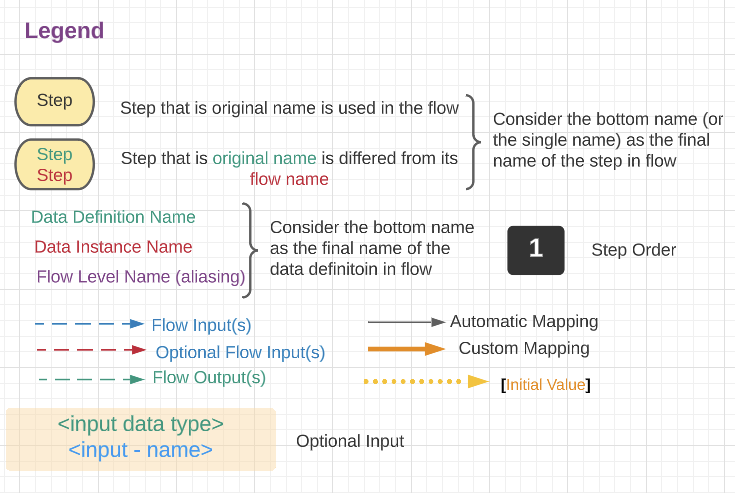 Legend
Step
Step that is original name is used in the flow
Step
Step
Step that is original name is differed from its
flow name
Consider the bottom name (or
the single name) as the final
name of the step in flow
Data Definition Name
Data Instance Name
Flow Level Name (aliasing)
Consider the bottom name
as the final name of the
data definitoin in flow
1
Step Order
Flow Input(s)
Optional Flow Input(s)
Flow Output(s)
Automatic Mapping
Custom Mapping
[Initial Value]
<input data type>
<input - name>
Optional Input